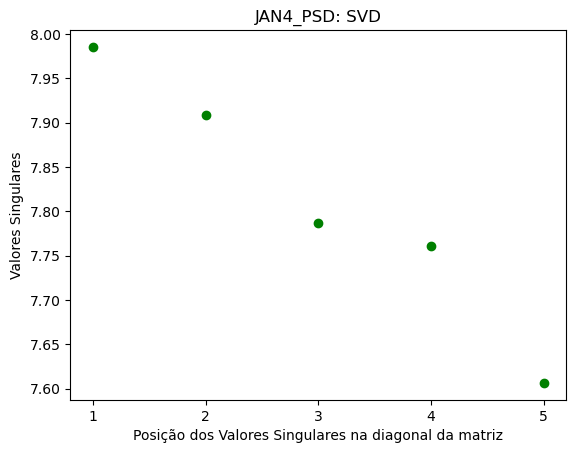 JAN4_PSD: SVD
Valores Singulares
8.00
7.95
7.90
7.85
7.80
7.75
7.70
7.65
7.60
1 2 3 4 5
Posição dos Valores Singulares na diagonal da matriz